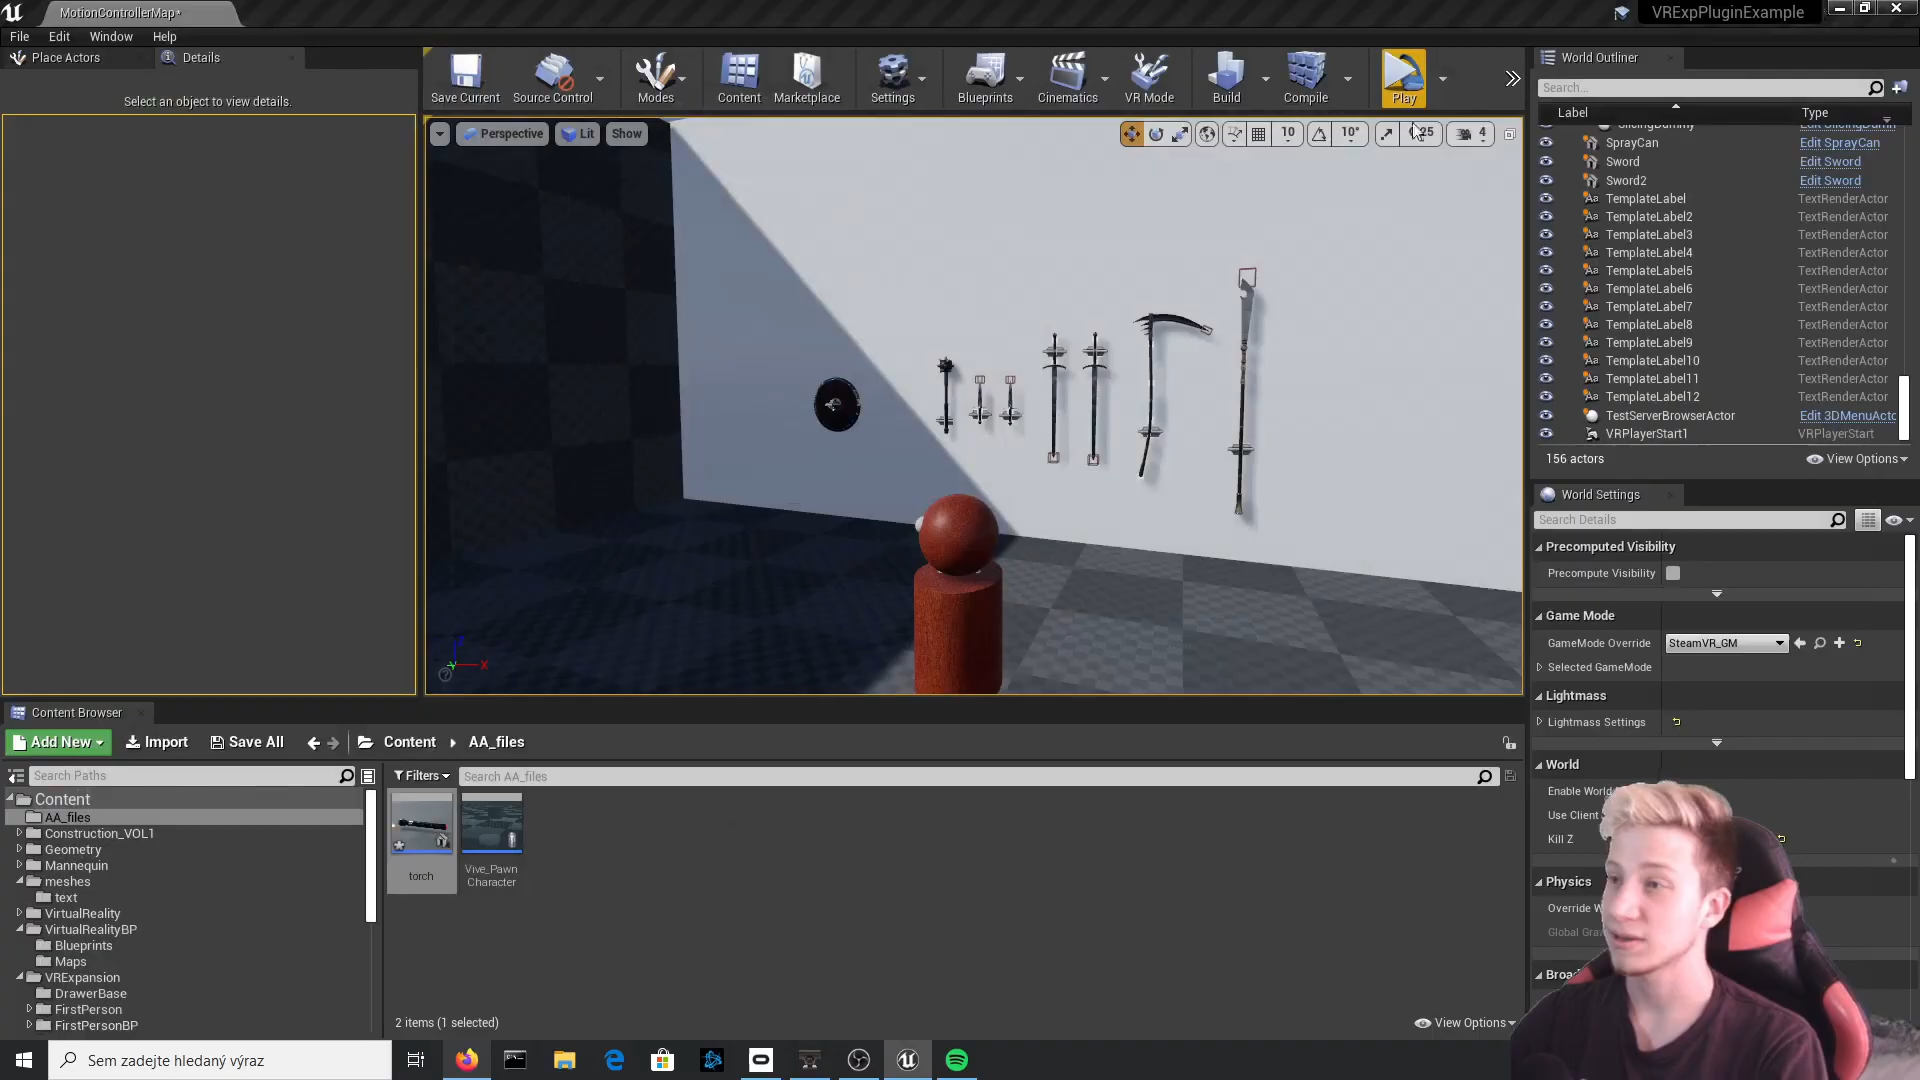 MotionControllerMap*
VRExpPluginExample
File Edit Window Help
Place Actors
Details
Select an object to view details.
Save Current
Source Control
Modes
Content
Marketplace
Settings
Blueprints
Cinematics
VR Mode
Build
Compile
Play
Perspective
Lit
Show
10
10°
4
World Outliner
Search...
Label
Type
SprayCan Edit SprayCan
Sword Edit Sword
Sword2 Edit Sword
TemplateLabel TextRenderActor
TemplateLabel2 TextRenderActor
TemplateLabel3 TextRenderActor
TemplateLabel4 TextRenderActor
TemplateLabel5 TextRenderActor
TemplateLabel6 TextRenderActor
TemplateLabel7 TextRenderActor
TemplateLabel8 TextRenderActor
TemplateLabel9 TextRenderActor
TemplateLabel10 TextRenderActor
TemplateLabel11 TextRenderActor
TemplateLabel12 TextRenderActor
TestServerBrowserActor Edit 3DMenuActo
VRPlayerStart1 VRPlayerStart
156 actors
View Options
World Settings
Search Details
Precomputed Visibility
Precompute Visibility
Game Mode
GameMode Override SteamVR_GM
Selected GameMode
Lightmass
Lightmass Settings
World
Enable World
Use Client
Kill Z
Physics
Override W
Global Gra
Broa
X
Content Browser
Add New
Import
Save All
Content
AA_files
Search Paths
Filters
Search AA_files
Content
AA_files
Construction_VOL1
Geometry
Mannequin
meshes
text
VirtualReality
VirtualRealityBP
Blueprints
Maps
VRExpansion
DrawerBase
FirstPerson
FirstPersonBP
torch
Vive_Pawn
Character
2 items (1 selected)
View Options
Sem zadejte hledaný výraz